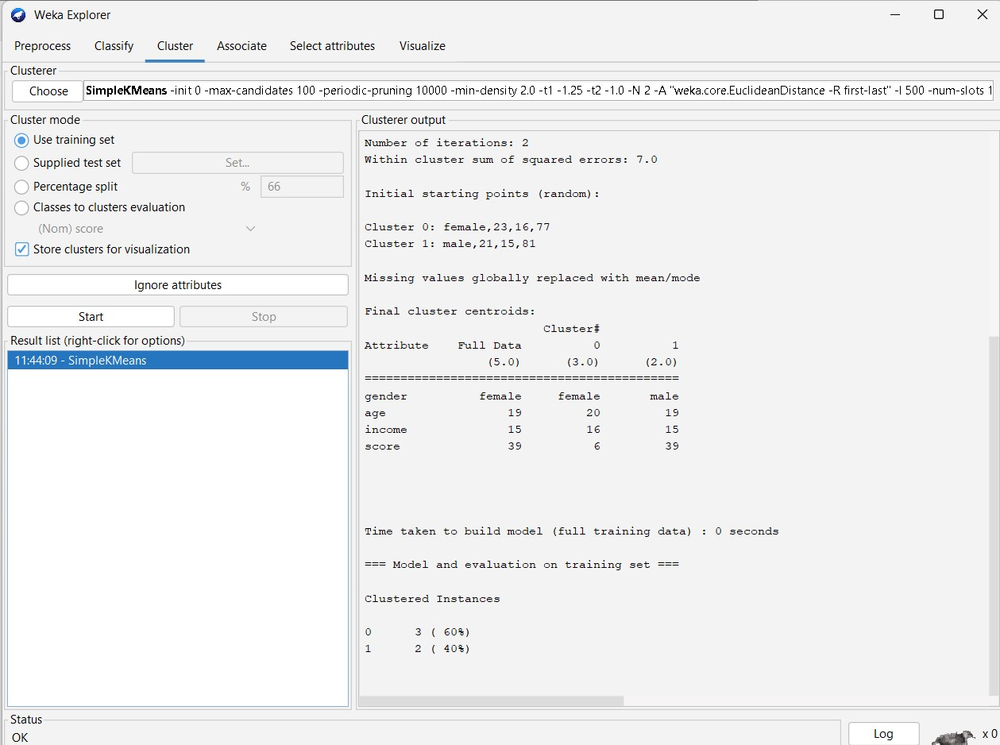 Weka Explorer
Preprocess Classify Cluster Associate Select attributes Visualize
Clusterer
Choose SimpleKMeans -init 0 -max-candidates 100 -periodic-pruning 10000 -min-density 2.0 -t1 -1.25 -t2 -1.0 -N 2 -A "weka.core.EuclideanDistance -R first-last" -I 500 -num-slots 1
Cluster mode
Use training set
Supplied test set Set...
Percentage split % 66
Classes to clusters evaluation
(Nom) score
Store clusters for visualization
Ignore attributes
Start Stop
Result list (right-click for options)
11:44:09 - SimpleKMeans
Clusterer output
Number of iterations: 2
Within cluster sum of squared errors: 7.0
Initial starting points (random):
Cluster 0: female,23,16,77
Cluster 1: male,21,15,81
Missing values globally replaced with mean/mode
Final cluster centroids:
Cluster#
Attribute Full Data 0 1
(5.0) (3.0) (2.0)
=============================================
gender female female male
age 19 20 19
income 15 16 15
score 39 6 39
Time taken to build model (full training data) : 0 seconds
=== Model and evaluation on training set ===
Clustered Instances
0 3 ( 60%)
1 2 ( 40%)
Status
OK
Log x 0